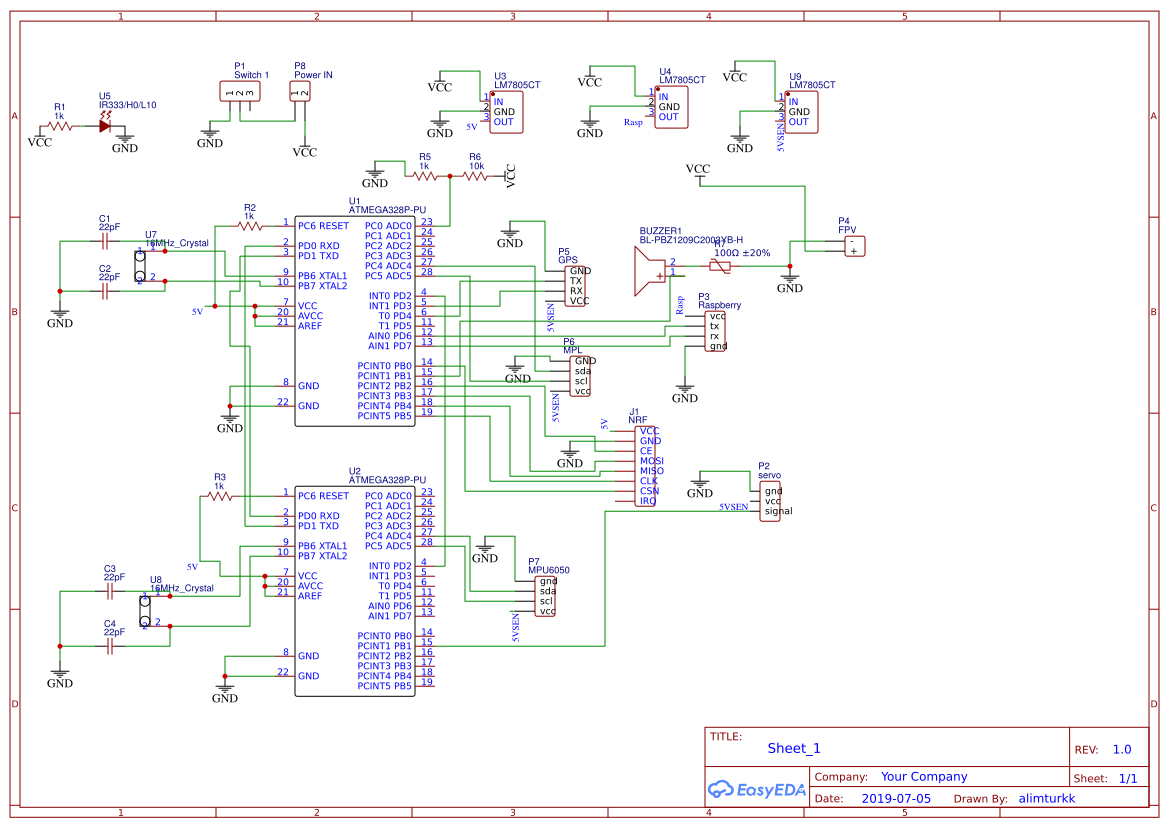 1 2 3 4 5
A
B
C
D
A
B
C
D
P1
Switch 1
1 2 3
P8
Power IN
1 2
U5
IR333/H0/L10
R1
1k
VCC
GND
GND
VCC
U3
LM7805CT
VCC
1 IN
2 GND
3 OUT
GND
5V
U4
LM7805CT
VCC
1 IN
2 GND
3 OUT
GND
Rasp
U9
LM7805CT
VCC
1 IN
2 GND
3 OUT
GND
5VSEN
R5
1k
R6
10k
GND
VCC
U1
ATMEGA328P-PU
R2
1k
1 PC6 RESET
2 PD0 RXD
3 PD1 TXD
9 PB6 XTAL1
10 PB7 XTAL2
7 VCC
20 AVCC
21 AREF
8 GND
22 GND
PC0 ADC0 23
PC1 ADC1 24
PC2 ADC2 25
PC3 ADC3 26
PC4 ADC4 27
PC5 ADC5 28
INT0 PD2 4
INT1 PD3 5
T0 PD4 6
T1 PD5 11
AIN0 PD6 12
AIN1 PD7 13
PCINT0 PB0 14
PCINT1 PB1 15
PCINT2 PB2 16
PCINT3 PB3 17
PCINT4 PB4 18
PCINT5 PB5 19
C1
22pF
U7
16MHz_Crystal
1 1
2 2
C2
22pF
GND
5V
GND
GND
P5
GPS
GND
TX
RX
VCC
5VSEN
BUZZER1
BL-PBZ1209C2003YB-H
2
1
R7
100Ω ±20%
VCC
P4
FPV
-
+
GND
P3
Raspberry
Rasp
vcc
tx
rx
gnd
GND
P6
MPL
GND
GND
sda
scl
vcc
5VSEN
J1
NRF
5V
VCC
GND
CE
MOSI
MISO
CLK
CSN
IRQ
GND
P2
servo
GND
gnd
vcc
signal
5VSEN
U2
ATMEGA328P-PU
R3
1k
1 PC6 RESET
2 PD0 RXD
3 PD1 TXD
9 PB6 XTAL1
10 PB7 XTAL2
7 VCC
20 AVCC
21 AREF
8 GND
22 GND
PC0 ADC0 23
PC1 ADC1 24
PC2 ADC2 25
PC3 ADC3 26
PC4 ADC4 27
PC5 ADC5 28
INT0 PD2 4
INT1 PD3 5
T0 PD4 6
T1 PD5 11
AIN0 PD6 12
AIN1 PD7 13
PCINT0 PB0 14
PCINT1 PB1 15
PCINT2 PB2 16
PCINT3 PB3 17
PCINT4 PB4 18
PCINT5 PB5 19
5V
C3
22pF
U8
16MHz_Crystal
1 1
2 2
C4
22pF
GND
GND
GND
P7
MPU6050
gnd
sda
scl
vcc
5VSEN
TITLE:
Sheet_1
REV: 1.0
EasyEDA
Company: Your Company
Sheet: 1/1
Date: 2019-07-05 Drawn By: alimturkk
1 2 3 4 5